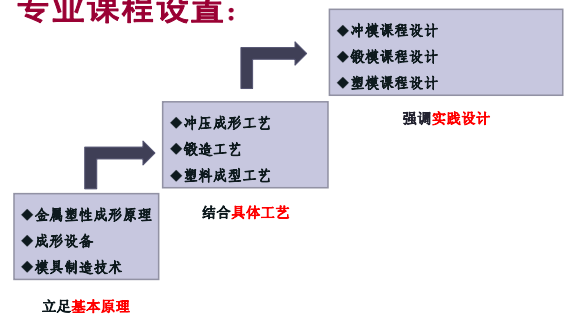 专业课程设置：
◆冲模课程设计
◆锻模课程设计
◆塑模课程设计
强调实践设计
◆冲压成形工艺
◆锻造工艺
◆塑料成型工艺
结合具体工艺
◆金属塑性成形原理
◆成形设备
◆模具制造技术
立足基本原理